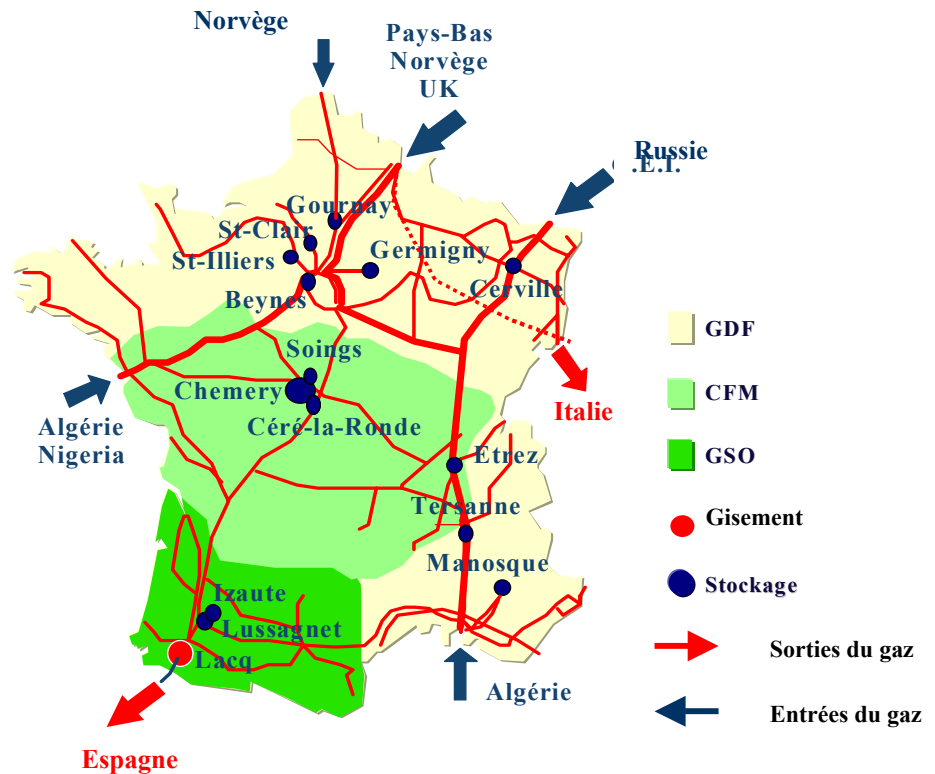 Norvège
Pays-Bas
Norvège
UK
Russie
.E.I.
Gournay
St-Clair
St-Illiers
Germigny
Cerville
Beynes
Soings
Chemery
Céré-la-Ronde
Algérie
Nigeria
Italie
Etrez
Tersanne
Manosque
Izaute
Lussagnet
Lacq
Algérie
Espagne
GDF
CFM
GSO
Gisement
Stockage
Sorties du gaz
Entrées du gaz